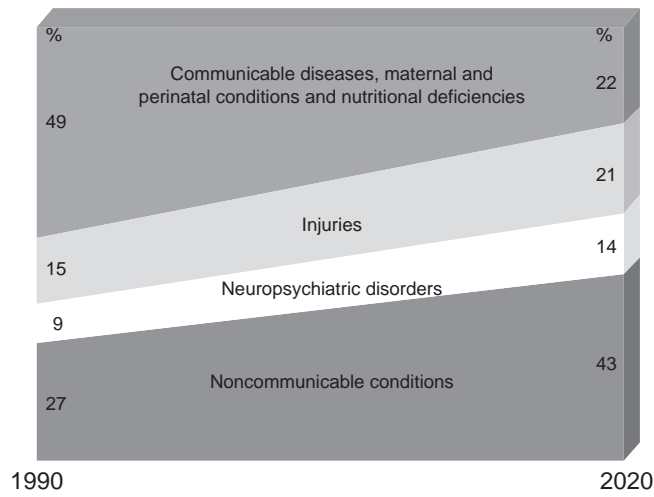 % %
Communicable diseases, maternal and
perinatal conditions and nutritional deficiencies
22
49
21
Injuries
14
15
Neuropsychiatric disorders
9
43
Noncommunicable conditions
27
1990 2020